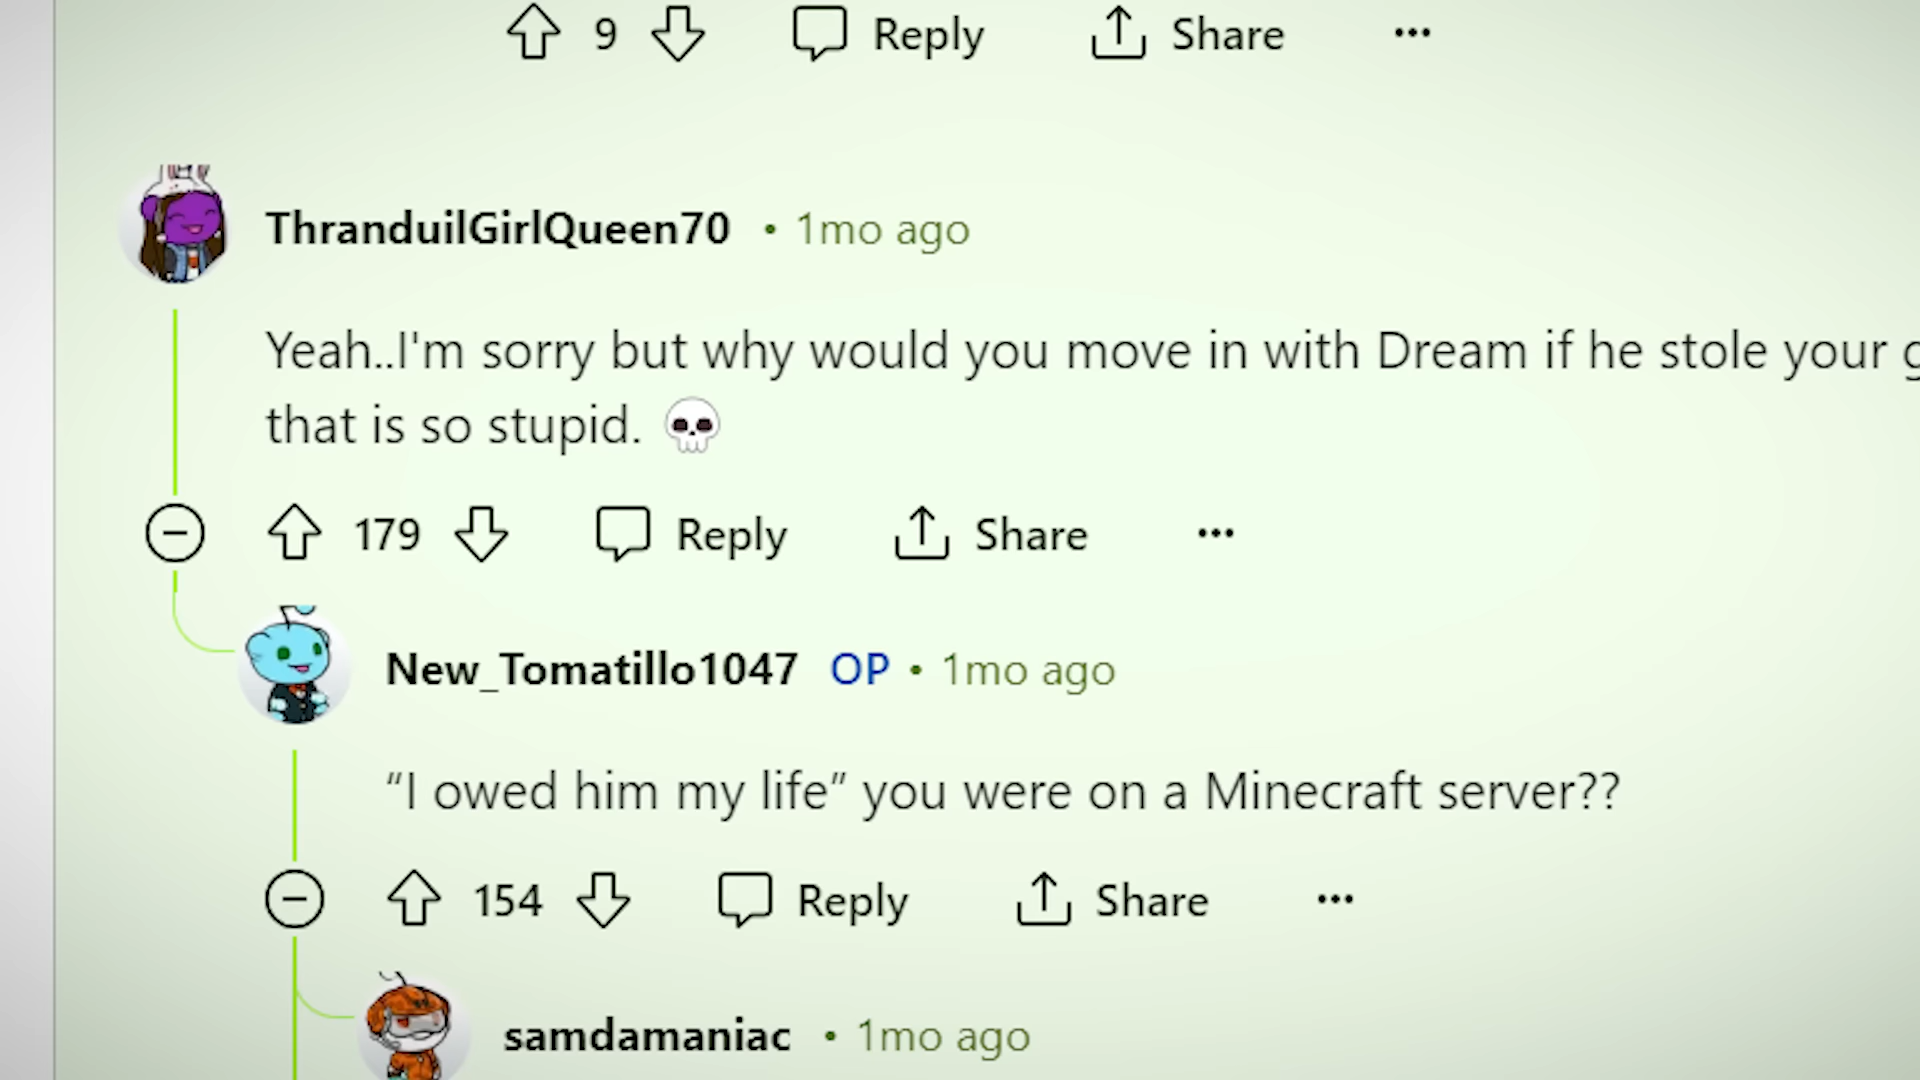 9 Reply Share ...
ThranduilGirlQueen70 • 1mo ago
Yeah..I'm sorry but why would you move in with Dream if he stole your
that is so stupid. 💀
179 Reply Share ...
New_Tomatillo1047 OP • 1mo ago
“I owed him my life” you were on a Minecraft server??
154 Reply Share ...
samdamaniac • 1mo ago